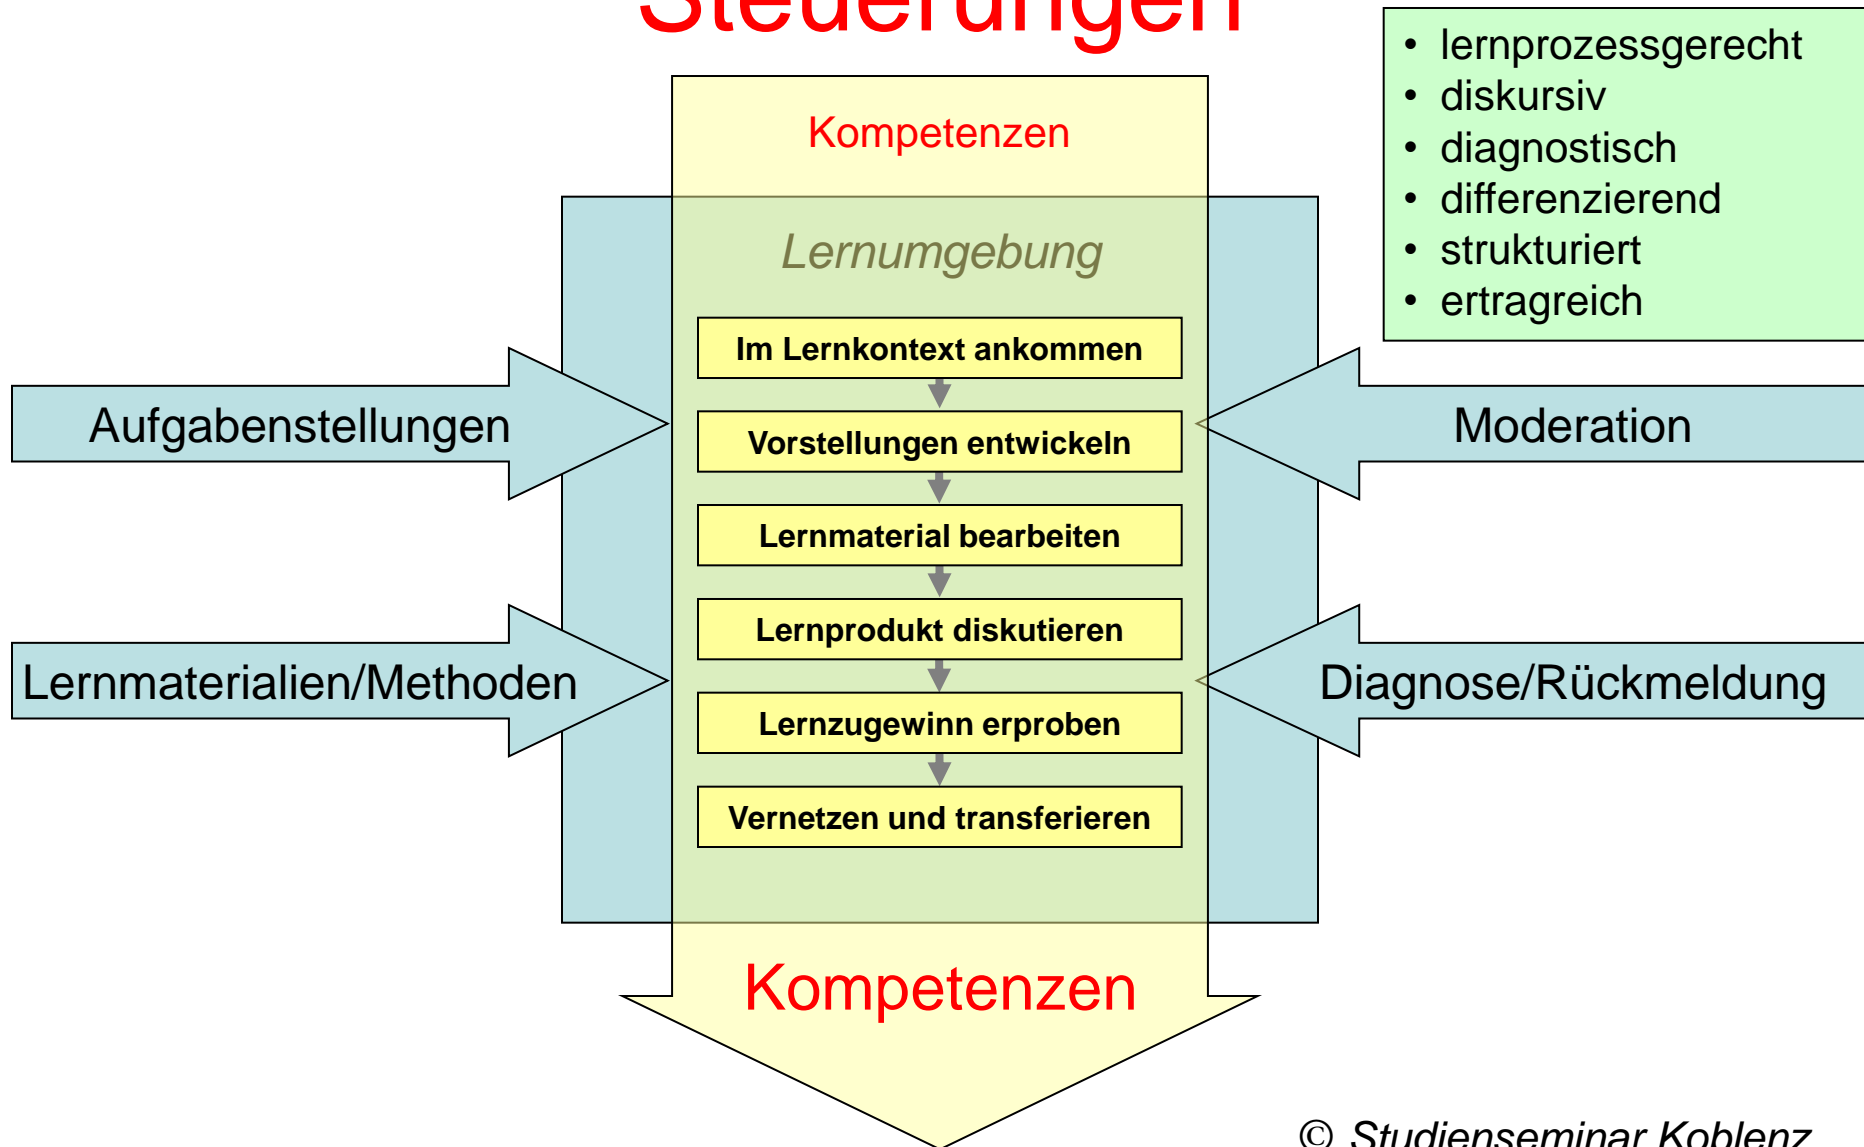 Steuerungen
• lernprozessgerecht
• diskursiv
• diagnostisch
• differenzierend
• strukturiert
• ertragreich
Kompetenzen
Lernumgebung
Im Lernkontext ankommen
Aufgabenstellungen
Vorstellungen entwickeln
Moderation
Lernmaterial bearbeiten
Lernprodukt diskutieren
Lernmaterialien/Methoden
Diagnose/Rückmeldung
Lernzugewinn erproben
Vernetzen und transferieren
Kompetenzen
© Studienseminar Koblenz